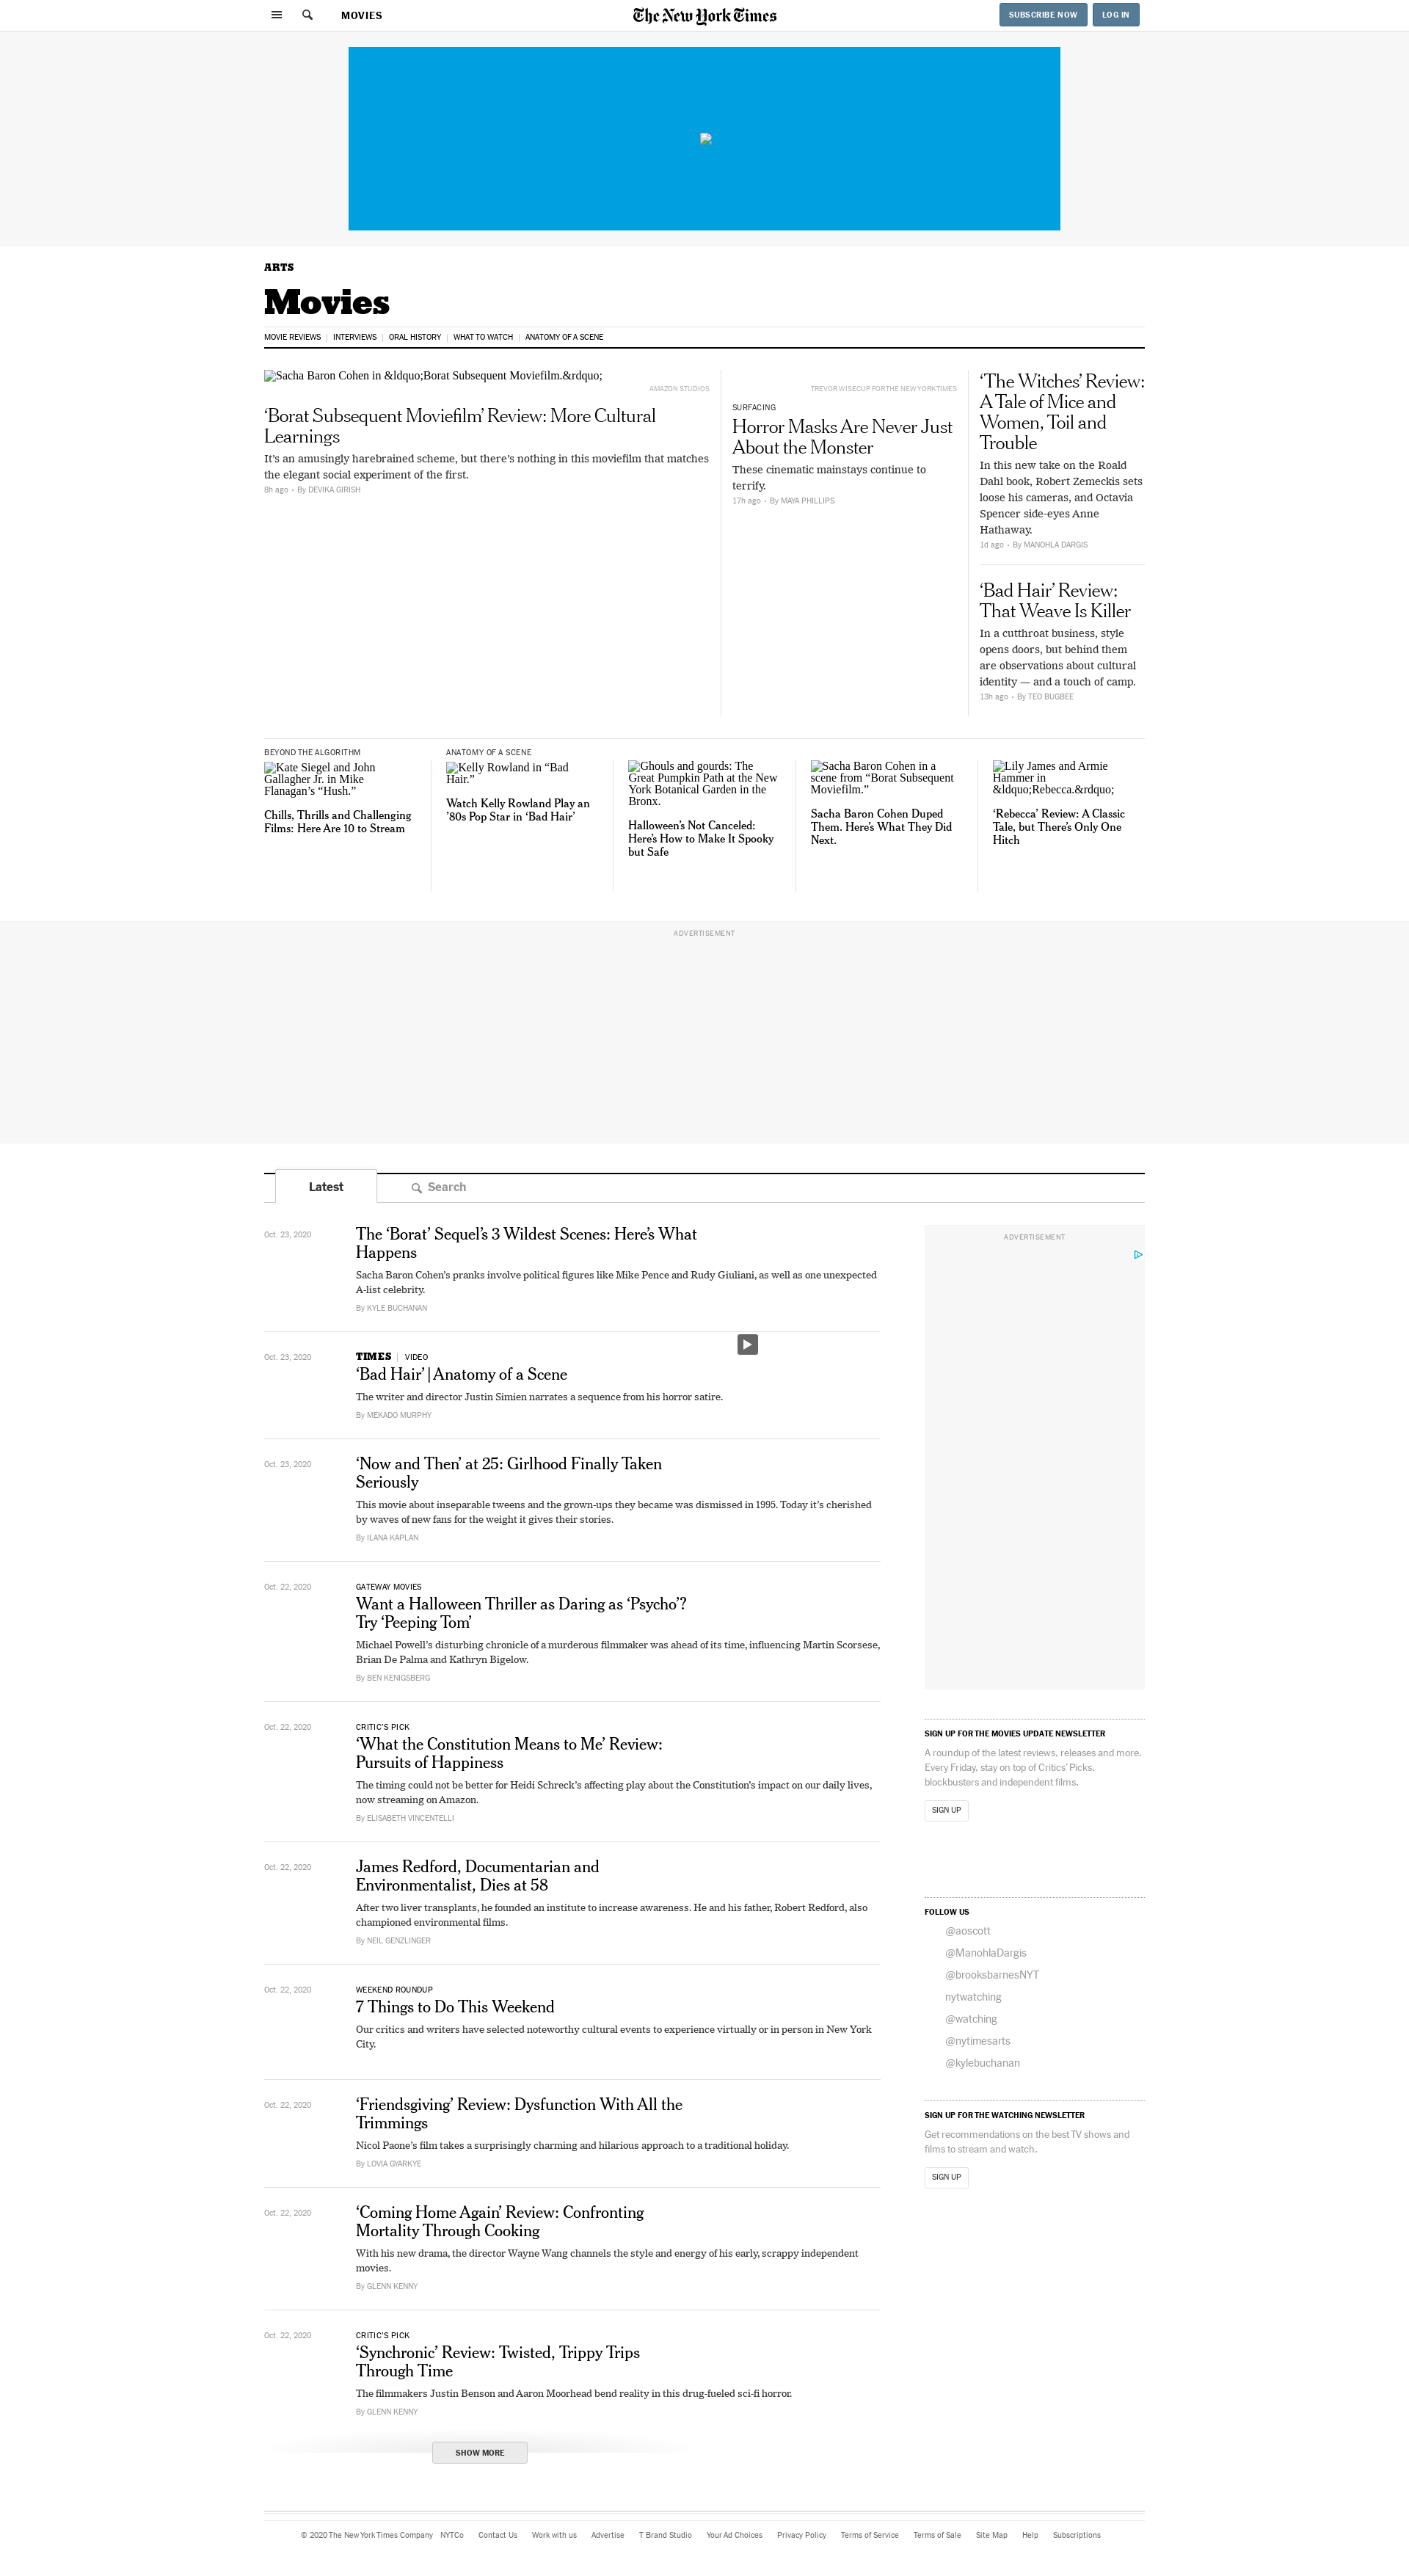 MOVIES
The New York Times
SUBSCRIBE NOW
LOG IN
ARTS
Movies
MOVIE REVIEWS | INTERVIEWS | ORAL HISTORY | WHAT TO WATCH | ANATOMY OF A SCENE
Sacha Baron Cohen in &ldquo;Borat Subsequent Moviefilm.&rdquo;
AMAZON STUDIOS
‘Borat Subsequent Moviefilm’ Review: More Cultural
Learnings
It’s an amusingly harebrained scheme, but there’s nothing in this moviefilm that matches
the elegant social experiment of the first.
8h ago • By DEVIKA GIRISH
TREVOR WISECUP FOR THE NEW YORK TIMES
SURFACING
Horror Masks Are Never Just
About the Monster
These cinematic mainstays continue to
terrify.
17h ago • By MAYA PHILLIPS
‘The Witches’ Review:
A Tale of Mice and
Women, Toil and
Trouble
In this new take on the Roald
Dahl book, Robert Zemeckis sets
loose his cameras, and Octavia
Spencer side-eyes Anne
Hathaway.
1d ago • By MANOHLA DARGIS
‘Bad Hair’ Review:
That Weave Is Killer
In a cutthroat business, style
opens doors, but behind them
are observations about cultural
identity — and a touch of camp.
13h ago • By TEO BUGBEE
BEYOND THE ALGORITHM
Kate Siegel and John
Gallagher Jr. in Mike
Flanagan’s “Hush.”
Chills, Thrills and Challenging
Films: Here Are 10 to Stream
ANATOMY OF A SCENE
Kelly Rowland in “Bad
Hair.”
Watch Kelly Rowland Play an
’80s Pop Star in ‘Bad Hair’
Ghouls and gourds: The
Great Pumpkin Path at the New
York Botanical Garden in the
Bronx.
Halloween’s Not Canceled:
Here’s How to Make It Spooky
but Safe
Sacha Baron Cohen in a
scene from “Borat Subsequent
Moviefilm.”
Sacha Baron Cohen Duped
Them. Here’s What They Did
Next.
Lily James and Armie
Hammer in
&ldquo;Rebecca.&rdquo;
‘Rebecca’ Review: A Classic
Tale, but There’s Only One
Hitch
ADVERTISEMENT
Latest
Search
Oct. 23, 2020
The ‘Borat’ Sequel’s 3 Wildest Scenes: Here’s What
Happens
Sacha Baron Cohen’s pranks involve political figures like Mike Pence and Rudy Giuliani, as well as one unexpected
A-list celebrity.
By KYLE BUCHANAN
Oct. 23, 2020
TIMES | VIDEO
‘Bad Hair’ | Anatomy of a Scene
The writer and director Justin Simien narrates a sequence from his horror satire.
By MEKADO MURPHY
Oct. 23, 2020
‘Now and Then’ at 25: Girlhood Finally Taken
Seriously
This movie about inseparable tweens and the grown-ups they became was dismissed in 1995. Today it’s cherished
by waves of new fans for the weight it gives their stories.
By ILANA KAPLAN
Oct. 22, 2020
GATEWAY MOVIES
Want a Halloween Thriller as Daring as ‘Psycho’?
Try ‘Peeping Tom’
Michael Powell’s disturbing chronicle of a murderous filmmaker was ahead of its time, influencing Martin Scorsese,
Brian De Palma and Kathryn Bigelow.
By BEN KENIGSBERG
Oct. 22, 2020
CRITIC’S PICK
‘What the Constitution Means to Me’ Review:
Pursuits of Happiness
The timing could not be better for Heidi Schreck’s affecting play about the Constitution’s impact on our daily lives,
now streaming on Amazon.
By ELISABETH VINCENTELLI
Oct. 22, 2020
James Redford, Documentarian and
Environmentalist, Dies at 58
After two liver transplants, he founded an institute to increase awareness. He and his father, Robert Redford, also
championed environmental films.
By NEIL GENZLINGER
Oct. 22, 2020
WEEKEND ROUNDUP
7 Things to Do This Weekend
Our critics and writers have selected noteworthy cultural events to experience virtually or in person in New York
City.
Oct. 22, 2020
‘Friendsgiving’ Review: Dysfunction With All the
Trimmings
Nicol Paone’s film takes a surprisingly charming and hilarious approach to a traditional holiday.
By LOVIA GYARKYE
Oct. 22, 2020
‘Coming Home Again’ Review: Confronting
Mortality Through Cooking
With his new drama, the director Wayne Wang channels the style and energy of his early, scrappy independent
movies.
By GLENN KENNY
Oct. 22, 2020
CRITIC’S PICK
‘Synchronic’ Review: Twisted, Trippy Trips
Through Time
The filmmakers Justin Benson and Aaron Moorhead bend reality in this drug-fueled sci-fi horror.
By GLENN KENNY
SHOW MORE
ADVERTISEMENT
SIGN UP FOR THE MOVIES UPDATE NEWSLETTER
A roundup of the latest reviews, releases and more.
Every Friday, stay on top of Critics’ Picks,
blockbusters and independent films.
SIGN UP
FOLLOW US
@aoscott
@ManohlaDargis
@brooksbarnesNYT
nytwatching
@watching
@nytimesarts
@kylebuchanan
SIGN UP FOR THE WATCHING NEWSLETTER
Get recommendations on the best TV shows and
films to stream and watch.
SIGN UP
© 2020 The New York Times Company NYTCo Contact Us Work with us Advertise T Brand Studio Your Ad Choices Privacy Policy Terms of Service Terms of Sale Site Map Help Subscriptions